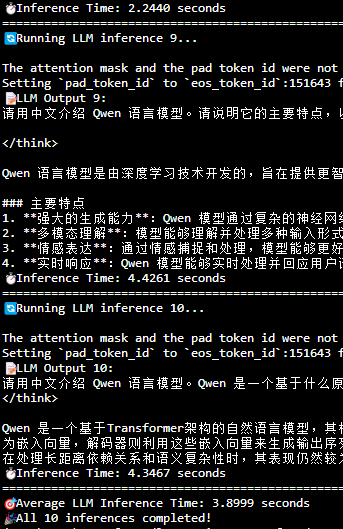 ⏱️Inference Time: 2.2440 seconds
============================================================
🔄Running LLM inference 9...
The attention mask and the pad token id were not
Setting `pad_token_id` to `eos_token_id`:151643 f
📝LLM Output 9:
请用中文介绍 Qwen 语言模型。请说明它的主要特点，
</think>
Qwen 语言模型是由深度学习技术开发的，旨在提供更智
### 主要特点
1. **强大的生成能力**: Qwen 模型通过复杂的神经网络
2. **多模态理解**: 模型能够理解并处理多种输入形式
3. **情感表达**: 通过情感捕捉和处理，模型能够更好
4. **实时响应**: Qwen 模型能够实时处理并回应用户
⏱️Inference Time: 4.4261 seconds
============================================================
🔄Running LLM inference 10...
The attention mask and the pad token id were not
Setting `pad_token_id` to `eos_token_id`:151643 f
📝LLM Output 10:
请用中文介绍 Qwen 语言模型。Qwen 是一个基于什么原
</think>
Qwen 是一个基于Transformer架构的自然语言模型，其
为嵌入向量，解码器则利用这些嵌入向量来生成输出序
在处理长距离依赖关系和语义复杂性时，其表现仍然较
⏱️Inference Time: 4.3467 seconds
============================================================
🎯Average LLM Inference Time: 3.8999 seconds
🎉All 10 inferences completed!